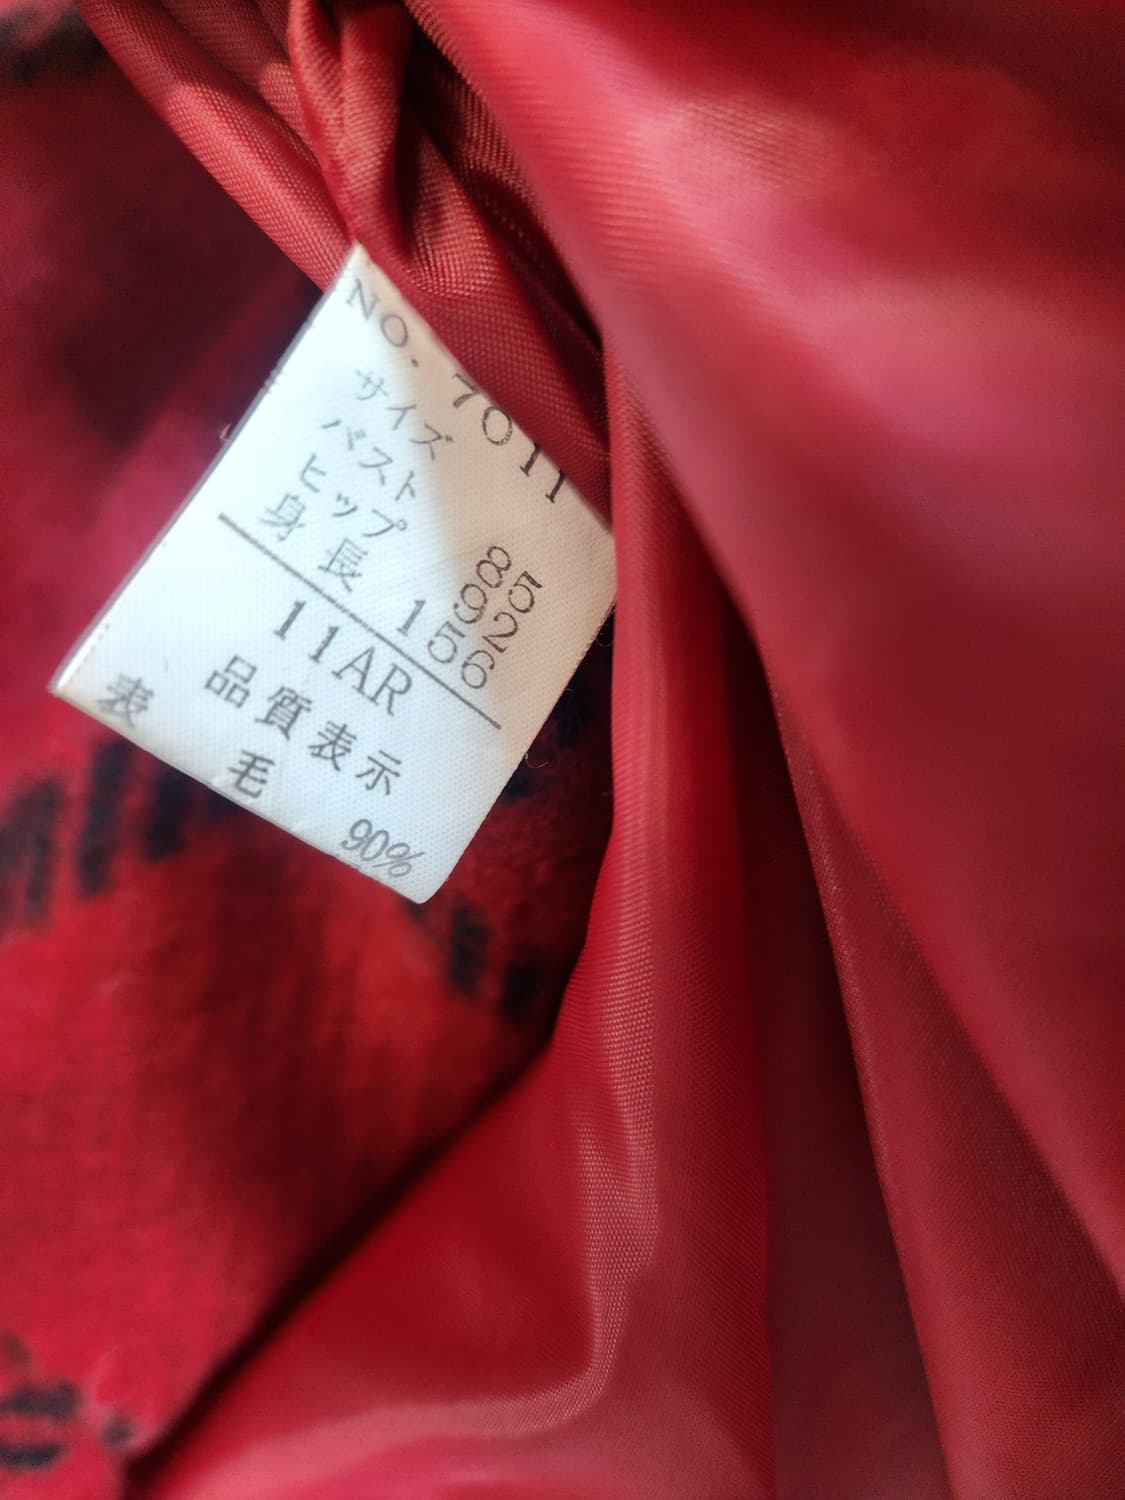 NO. 7011
サイズ
バスト 85
ヒップ 92
身長 156
11AR
品質表示
表
毛 90%